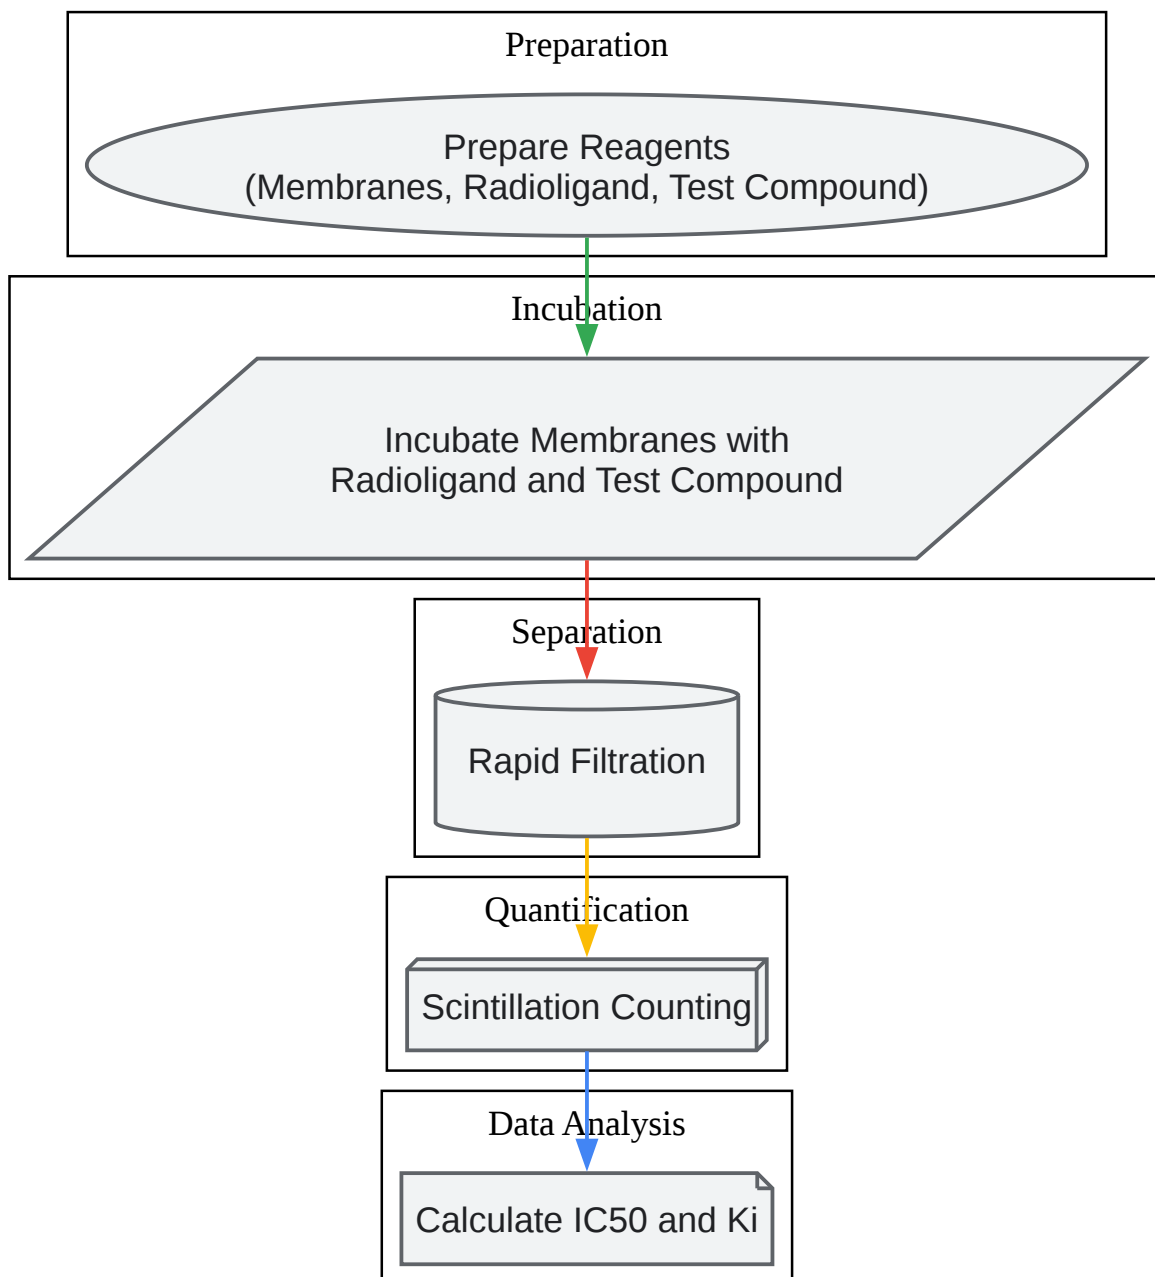 Preparation
Prepare Reagents
(Membranes, Radioligand, Test Compound)
Incubation
Incubate Membranes with
Radioligand and Test Compound
Separation
Rapid Filtration
Quantification
Scintillation Counting
Data Analysis
Calculate IC50 and Ki